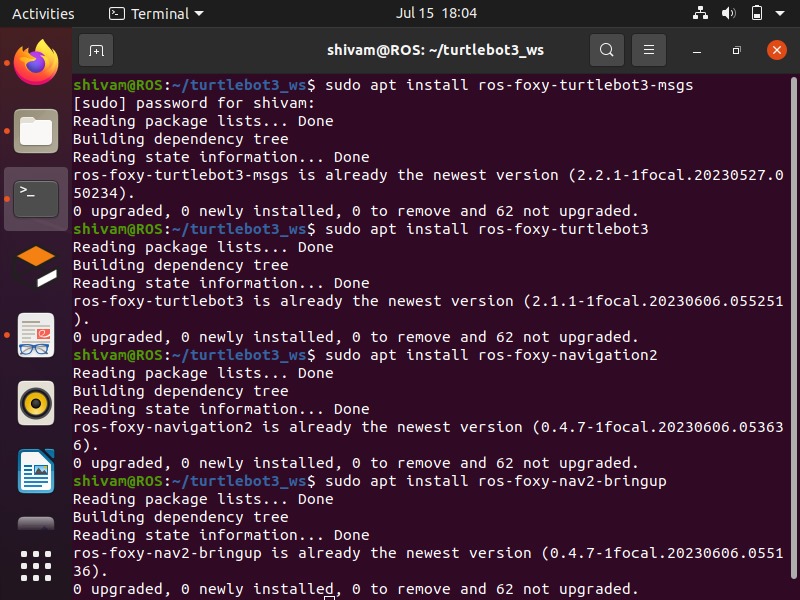 Activities Terminal Jul 15 18:04
shivam@ROS: ~/turtlebot3_ws
shivam@ROS:~/turtlebot3_ws$ sudo apt install ros-foxy-turtlebot3-msgs
[sudo] password for shivam:
Reading package lists... Done
Building dependency tree
Reading state information... Done
ros-foxy-turtlebot3-msgs is already the newest version (2.2.1-1focal.20230527.0
50234).
0 upgraded, 0 newly installed, 0 to remove and 62 not upgraded.
shivam@ROS:~/turtlebot3_ws$ sudo apt install ros-foxy-turtlebot3
Reading package lists... Done
Building dependency tree
Reading state information... Done
ros-foxy-turtlebot3 is already the newest version (2.1.1-1focal.20230606.055251
).
0 upgraded, 0 newly installed, 0 to remove and 62 not upgraded.
shivam@ROS:~/turtlebot3_ws$ sudo apt install ros-foxy-navigation2
Reading package lists... Done
Building dependency tree
Reading state information... Done
ros-foxy-navigation2 is already the newest version (0.4.7-1focal.20230606.05363
6).
0 upgraded, 0 newly installed, 0 to remove and 62 not upgraded.
shivam@ROS:~/turtlebot3_ws$ sudo apt install ros-foxy-nav2-bringup
Reading package lists... Done
Building dependency tree
Reading state information... Done
ros-foxy-nav2-bringup is already the newest version (0.4.7-1focal.20230606.0551
36).
0 upgraded, 0 newly installed, 0 to remove and 62 not upgraded.